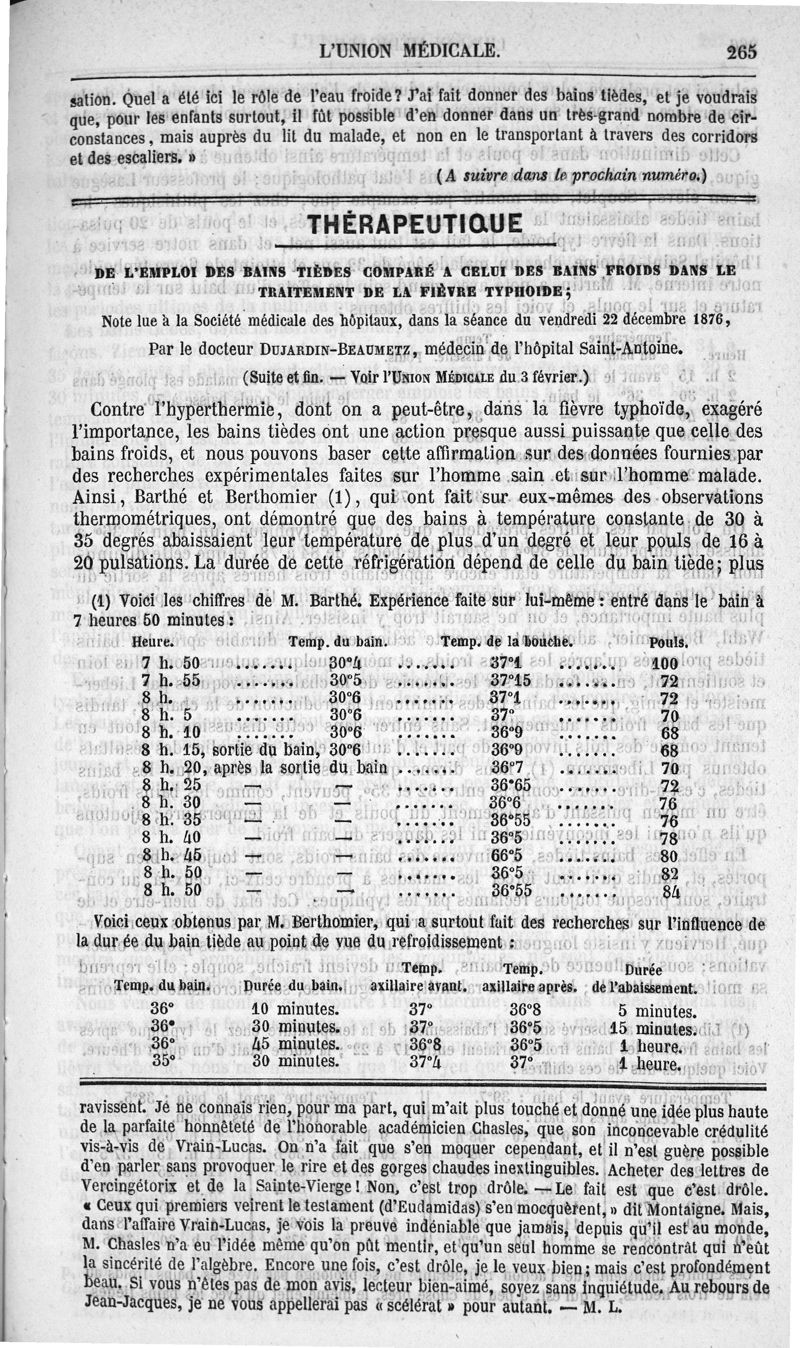 L'UNION MÉDICALE. 265
sation. Quel a été ici le rôle de l'eau froide? J'ai fait donner des bains tièdes, et je voudrais
que, pour les enfants surtout, il fût possible d'en donner dans un très-grand nombre de cir-
constances, mais auprès du lit du malade, et non en le transportant à travers des corridors
et des escaliers. »
(A suivre dans le prochain numéro.)
THÉRAPEUTIQUE
DE L'EMPLOI DES BAINS TIÈDES COMPARÉ A CELUI DES BAINS FROIDS DANS LE
TRAITEMENT DE LA FIÈVRE TYPHOIDE;
Note lue à la Société médicale des hôpitaux, dans la séance du vendredi 22 décembre 1876,
Par le docteur DUJARDIN-BEAUMETZ, médecin de l'hôpital Saint-Antoine.
(Suite et fin. — Voir l'UNION MÉDICALE du 3 février.)
Contre l'hyperthermie, dont on a peut-être, dans la fièvre typhoïde, exagéré
l'importance, les bains tièdes ont une action presque aussi puissante que celle des
bains froids, et nous pouvons baser cette affirmation sur des données fournies par
des recherches expérimentales faites sur l'homme sain et sur l'homme malade.
Ainsi, Barthé et Berthomier (1), qui ont fait sur eux-mêmes des observations
thermométriques, ont démontré que des bains à température constante de 30 à
35 degrés abaissaient leur température de plus d'un degré et leur pouls de 16 à
20 pulsations. La durée de cette réfrigération dépend de celle du bain tiède; plus
(1) Voici les chiffres de M. Barthé. Expérience faite sur lui-même : entré dans le bain à
7 heures 50 minutes :
Heure. Temp. du bain. Temp. de la bouche. Pouls.
7 h. 50 ....... 30°4 ....... 37°1 ....... 100
7 h. 55 ....... 30°5 ....... 37°15 ....... 72
8 h. ....... 30°6 ....... 37°1 ....... 72
8 h. 5 ....... 30°6 ....... 37° ....... 70
8 h. 10 ....... 30°6 ....... 36°9 ....... 68
8 h. 15, sortie du bain, 30°6 ....... 36°9 ....... 68
8 h. 20, après la sortie du bain ....... 36°7 ....... 70
8 h. 25 — — ....... 36°65 ....... 72
8 h. 30 — — ....... 36°6 ....... 76
8 h. 35 — — ....... 36°55 ....... 76
8 h. 40 — — ....... 36°5 ....... 78
8 h. 45 — — ....... 66°5 ....... 80
8 h. 50 — — ....... 36°5 ....... 82
8 h. 50 — — ....... 36°55 ....... 84
Voici ceux obtenus par M. Berthomier, qui a surtout fait des recherches sur l'influence de
la dur ée du bain tiède au point de vue du refroidissement :
Temp. Temp. Durée
Temp. du bain. Durée du bain. axillaire avant. axillaire après. de l'abaissement.
36° 10 minutes. 37° 36°8 5 minutes.
36° 30 minutes. 37° 36°5 15 minutes.
36° 45 minutes. 36°8 36°5 1 heure.
35° 30 minutes. 37°4 37° 1 heure.
ravissent. Je ne connais rien, pour ma part, qui m'ait plus touché et donné une idée plus haute
de la parfaite honnêteté de l'honorable académicien Chasles, que son inconcevable crédulité
vis-à-vis de Vrain-Lucas. On n'a fait que s'en moquer cependant, et il n'est guère possible
d'en parler sans provoquer le rire et des gorges chaudes inextinguibles. Acheter des lettres de
Vercingétorix et de la Sainte-Vierge! Non, c'est trop drôle. — Le fait est que c'est drôle.
« Ceux qui premiers veirent le testament (d'Eudamidas) s'en mocquèrent, » dit Montaigne. Mais,
dans l'affaire Vrain-Lucas, je vois la preuve indéniable que jamais, depuis qu'il est au monde,
M. Chasles n'a eu l'idée même qu'on pût mentir, et qu'un seul homme se rencontrât qui n'eût
la sincérité de l'algèbre. Encore une fois, c'est drôle, je le veux bien; mais c'est profondément
beau. Si vous n'êtes pas de mon avis, lecteur bien-aimé, soyez sans inquiétude. Au rebours de
Jean-Jacques, je ne vous appellerai pas « scélérat » pour autant. — M. L.